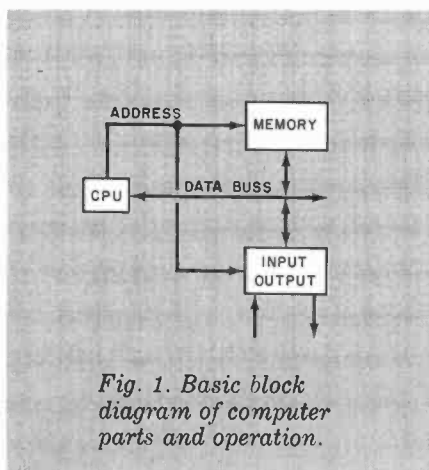 ADDRESS
MEMORY
CPU
DATA BUSS
INPUT
OUTPUT
Fig. 1. Basic block
diagram of computer
parts and operation.